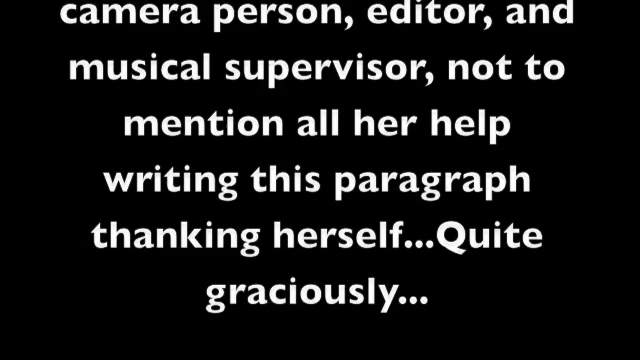 camera person, editor, and
musical supervisor, not to
mention all her help
writing this paragraph
thanking herself...Quite
graciously...